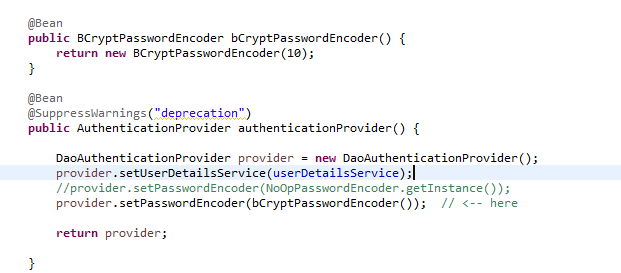 @Bean
public BCryptPasswordEncoder bCryptPasswordEncoder() {
return new BCryptPasswordEncoder(10);
}
@Bean
@SuppressWarnings("deprecation")
public AuthenticationProvider authenticationProvider() {
DaoAuthenticationProvider provider = new DaoAuthenticationProvider();
provider.setUserDetailsService(userDetailsService);
//provider.setPasswordEncoder(NoOpPasswordEncoder.getInstance());
provider.setPasswordEncoder(bCryptPasswordEncoder());  // <-- here
return provider;
}